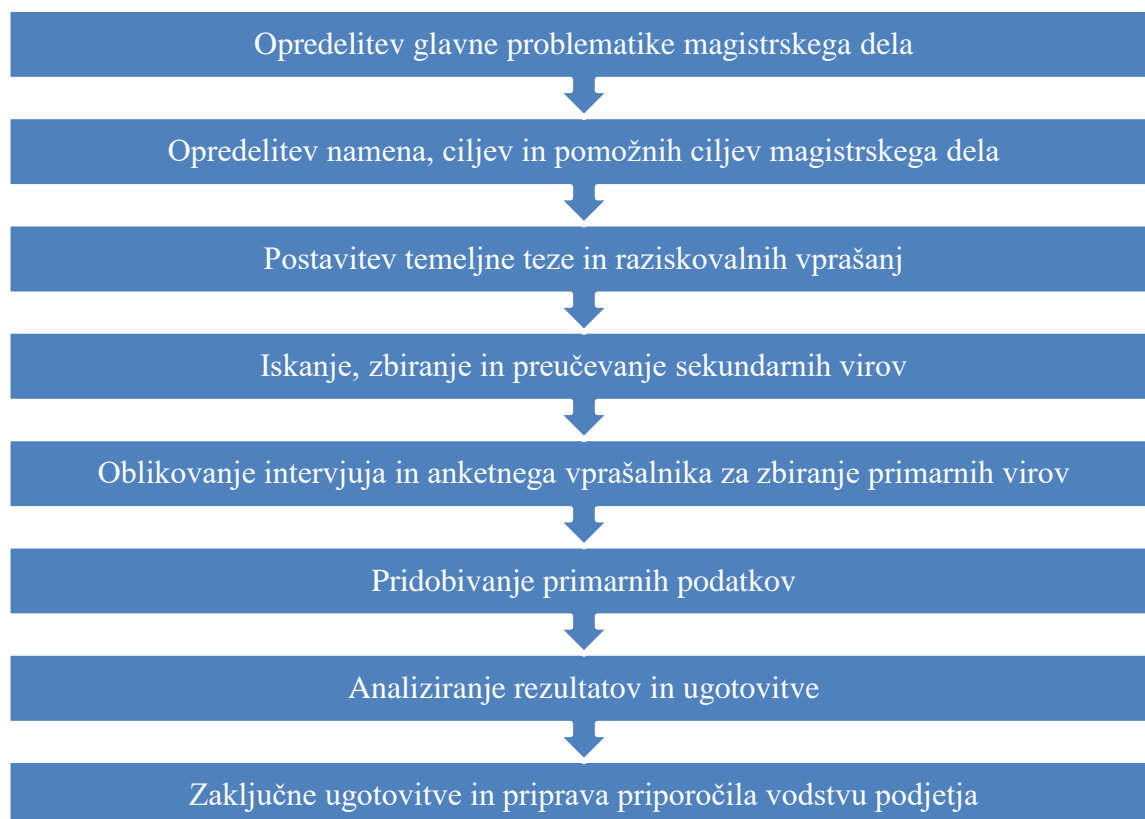 Opredelitev glavne problematike magistrskega dela
Opredelitev namena, ciljev in pomožnih ciljev magistrskega dela
Postavitev temeljne teze in raziskovalnih vprašanj
Iskanje, zbiranje in preučevanje sekundarnih virov
Oblikovanje intervjuja in anketnega vprašalnika za zbiranje primarnih virov
Pridobivanje primarnih podatkov
Analiziranje rezultatov in ugotovitve
Zaključne ugotovitve in priprava priporočila vodstvu podjetja